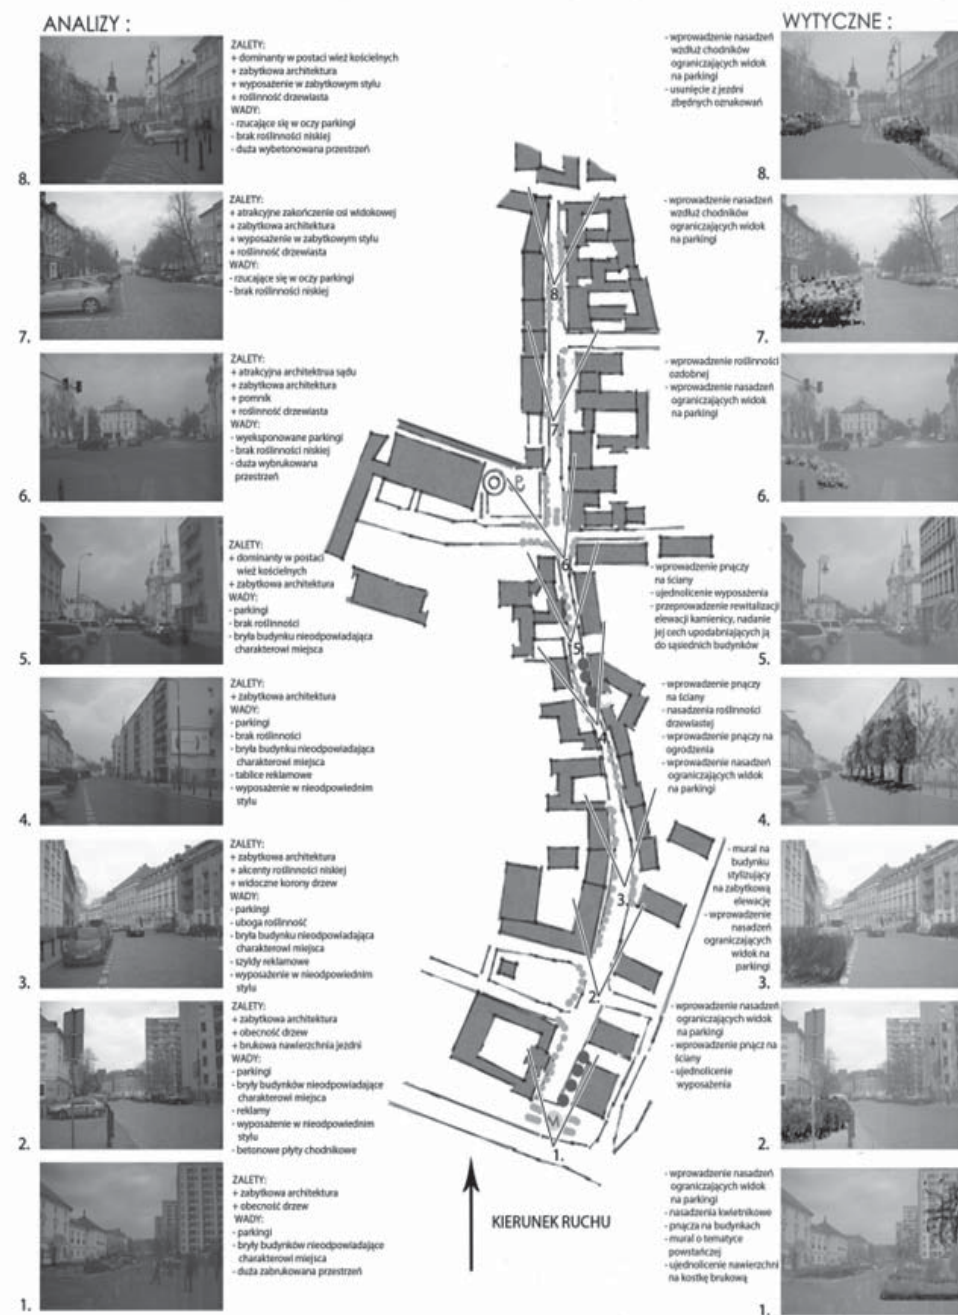 ANALIZY :
8.
ZALETY:
+ dominanty w postaci wież kościelnych
+ zabytkowa architektura
+ wyposażenie w zabytkowym stylu
+ roślinność drzewiasta
WADY:
- rzucające się w oczy parkingi
- brak roślinności niskiej
- duża wybetonowana przestrzeń
7.
ZALETY:
+ atrakcyjne zakończenie osi widokowej
+ zabytkowa architektura
+ wyposażenie w zabytkowym stylu
+ roślinność drzewiasta
WADY:
- rzucające się w oczy parkingi
- brak roślinności niskiej
6.
ZALETY:
+ atrakcyjna architektrua sądu
+ zabytkowa architektura
+ pomnik
+ roślinność drzewiasta
WADY:
- wyeksponowane parkingi
- brak roślinności niskiej
- duża wybrukowana
przestrzeń
5.
ZALETY:
+ dominanty w postaci
wież kościelnych
+ zabytkowa architektura
WADY:
- parkingi
- brak roślinności
- bryła budynku nieodpowiadająca
charakterowi miejsca
4.
ZALETY:
+ zabytkowa architektura
WADY:
- parkingi
- brak roślinności
- bryła budynku nieodpowiadająca
charakterowi miejsca
- tablice reklamowe
- wyposażenie w nieodpowiednim
stylu
3.
ZALETY:
+ zabytkowa architektura
+ akcenty roślinności niskiej
+ widoczne korony drzew
WADY:
- parkingi
- uboga roślinność
- bryła budynku nieodpowiadająca
charakterowi miejsca
- szyldy reklamowe
- wyposażenie w nieodpowiednim
stylu
2.
ZALETY:
+ zabytkowa architektura
+ obecność drzew
+ brukowa nawierzchnia jezdni
WADY:
- parkingi
- bryły budynków nieodpowiadające
charakterowi miejsca
- reklamy
- wyposażenie w nieodpowiednim
stylu
- betonowe płyty chodnikowe
1.
ZALETY:
+ zabytkowa architektura
+ obecność drzew
WADY:
- parkingi
- bryły budynków nieodpowiadające
charakterowi miejsca
- duża zabrukowana przestrzeń
8.
7.
6.
5.
4.
3.
2.
M
1.
KIERUNEK RUCHU
WYTYCZNE :
- wprowadzenie nasadzeń
wzdłuż chodników
ograniczających widok
na parkingi
- usunięcie z jezdni
zbędnych oznakowań
8.
- wprowadzenie nasadzeń
wzdłuż chodników
ograniczających widok
na parkingi
7.
- wprowadzenie roślinności
ozdobnej
- wprowadzenie nasadzeń
ograniczających widok
na parkingi
6.
- wprowadzenie pnączy
na ściany
- ujednolicenie wyposażenia
- przeprowadzenie rewitalizacji
elewacji kamienicy, nadanie
jej cech upodabniających ją
do sąsiednich budynków
5.
- wprowadzenie pnączy
na ściany
- nasadzenia roślinności
drzewiastej
- wprowadzenie pnączy na
ogrodzenia
- wprowadzenie nasadzeń
ograniczających widok
na parkingi
4.
- mural na
budynku
stylizujący
na zabytkową
elewację
- wprowadzenie
nasadzeń
ograniczających
widok na
parkingi
3.
- wprowadzenie nasadzeń
ograniczających widok
na parkingi
- wprowadzenie pnącz na
ściany
- ujednolicenie
wyposażenia
2.
- wprowadzenie nasadzeń
ograniczających widok
na parkingi
- nasadzenia kwietnikowe
- pnącza na budynkach
- mural o tematyce
powstańczej
- ujednolicenie nawierzchni
na kostkę brukową
1.